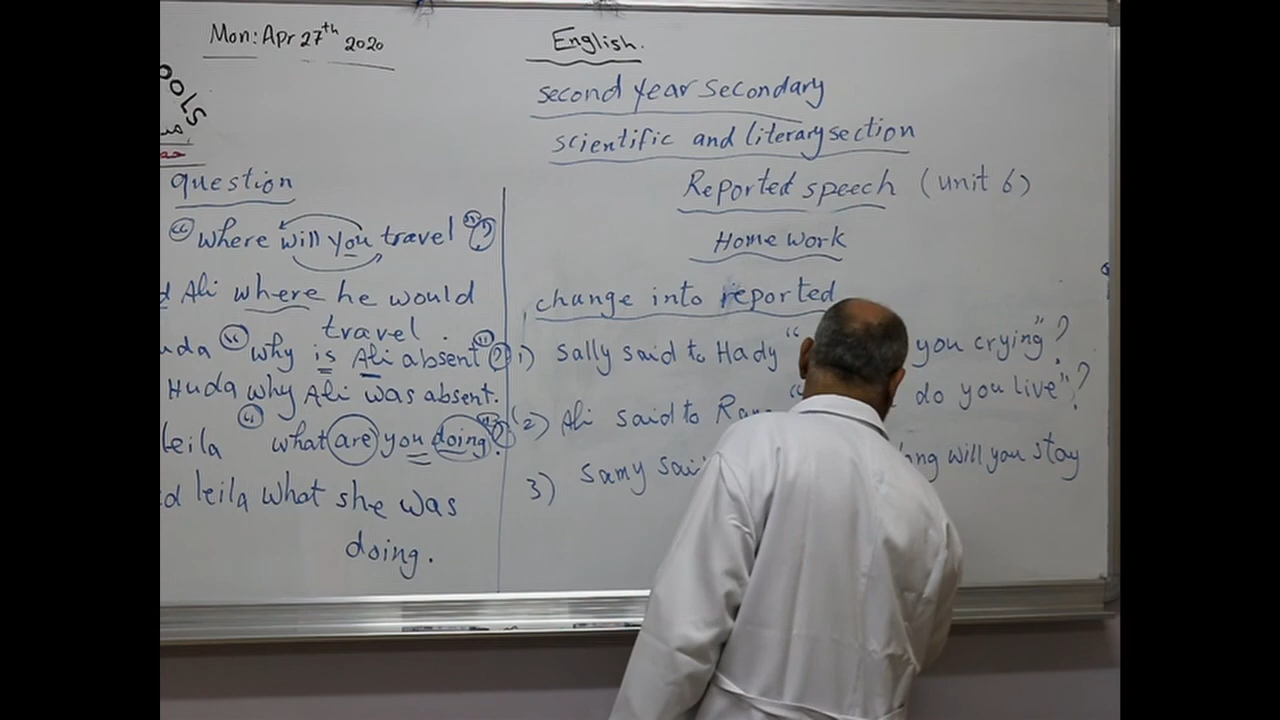 Mon: Apr 27th 2020
OOLS
question
"where will you travel"?
Ali where he would
travel.
"why is Ali absent"?
Huda why Ali was absent.
leila "what are you doing"?
leila what she was
doing.
English.
second year secondary
scientific and literary section
Reported speech (unit 6)
Home work
change into reported
1) Sally said to Hady " you crying"?
(2) Ali said to " do you live"?
3) Samy will you stay